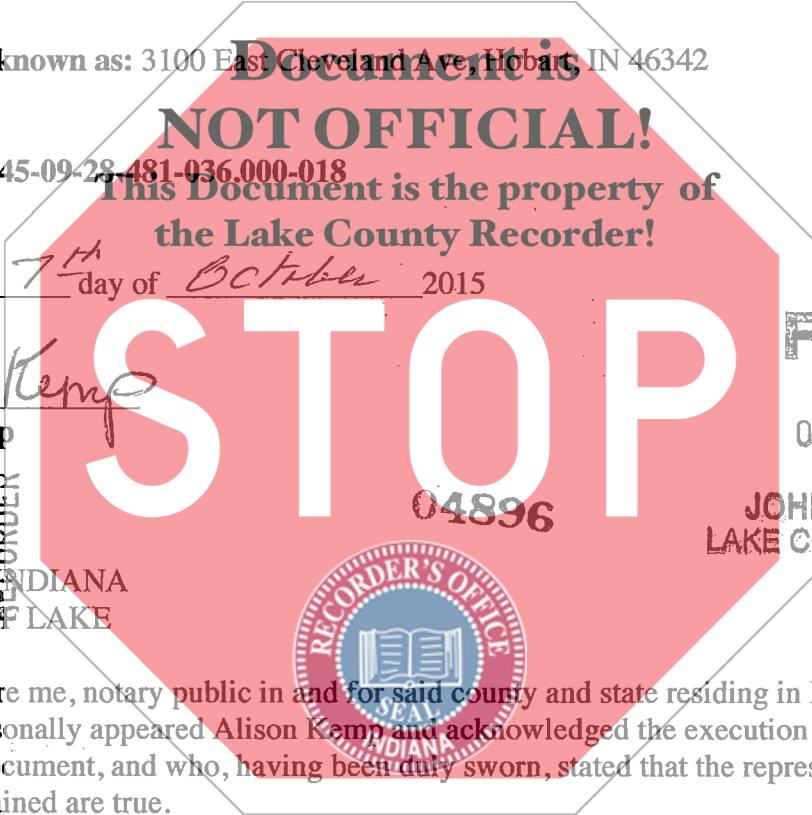 known as: 3100 East Cleveland Ave, Hobart, IN 46342
Document is
NOT OFFICIAL!
45-09-28-481-036.000-018
This Document is the property of
the Lake County Recorder!
7th day of October 2015
STOP
Kemp
p
F
0
04896
JOH
LAKE C
RECORDER'S OFFICE
SEAL
INDIANA
NDIANA
F LAKE
re me, notary public in and for said county and state residing in
sonally appeared Alison Kemp and acknowledged the execution
cument, and who, having been duly sworn, stated that the repres
ined are true.